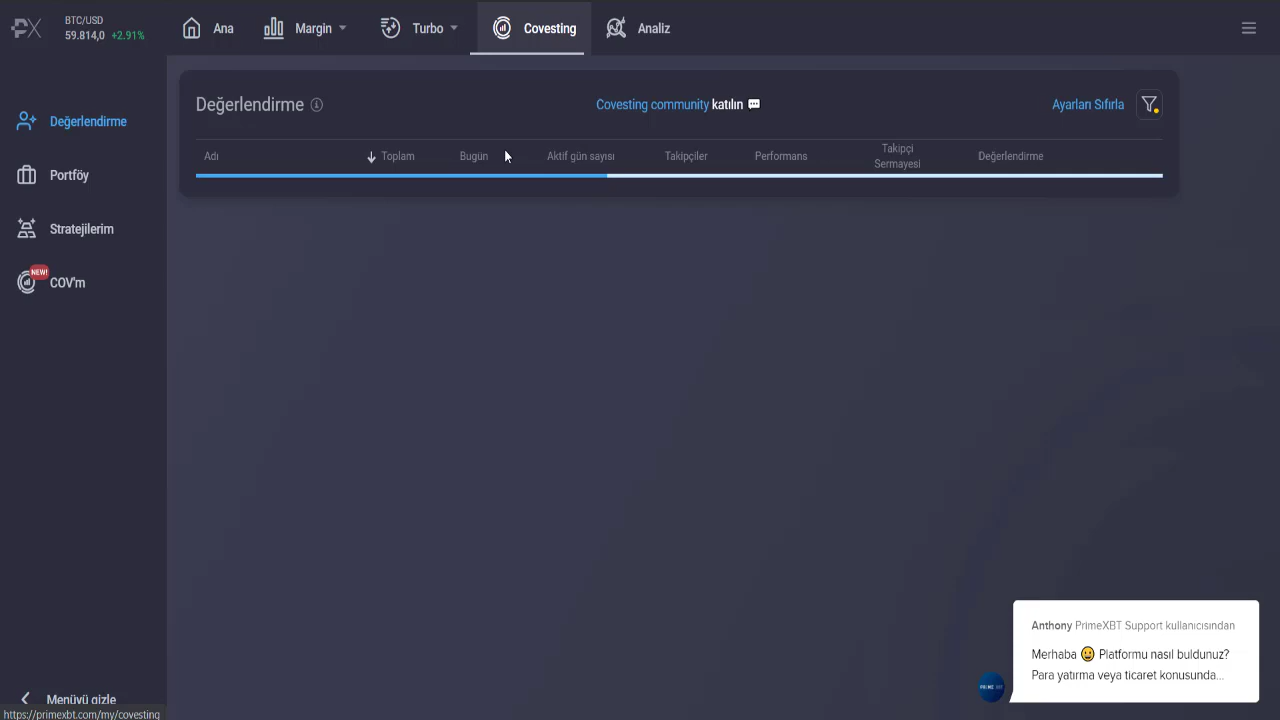 BTC/USD
59.814,0 +2.91%
Ana
Margin
Turbo
Covesting
Analiz
Değerlendirme
Portföy
Stratejilerim
NEW!
COV'm
Değerlendirme
Covesting community katılın
Ayarları Sıfırla
Adı
Toplam
Bugün
Aktif gün sayısı
Takipçiler
Performans
Takipçi
Sermayesi
Değerlendirme
Anthony PrimeXBT Support kullanıcısından
Merhaba 😀 Platformu nasıl buldunuz?
Para yatırma veya ticaret konusunda...
PRIME XBT
Menüyü gizle
https://primexbt.com/my/covesting